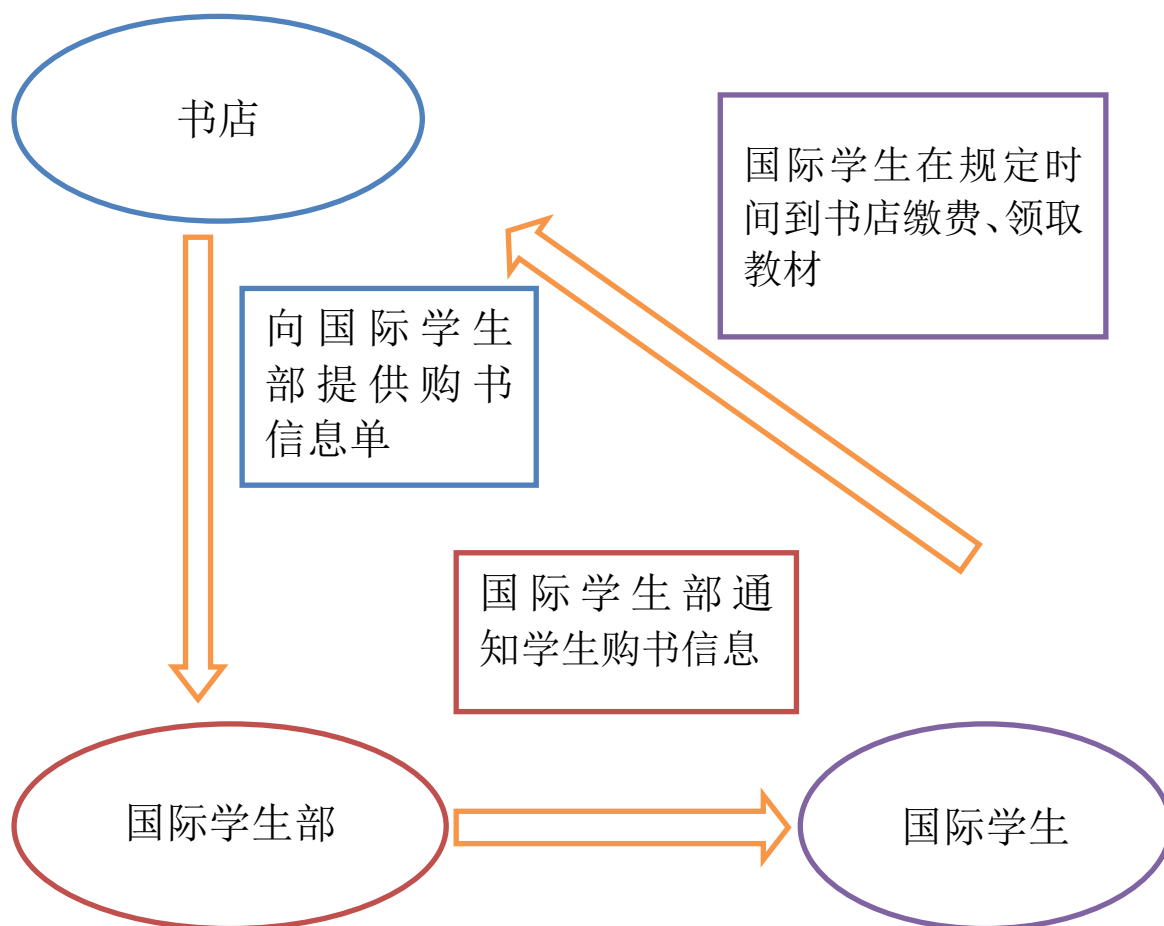 书店
国际学生在规定时
间到书店缴费、领取
教材
向国际学生
部提供购书
信息单
国际学生部通
知学生购书信息
国际学生部
国际学生